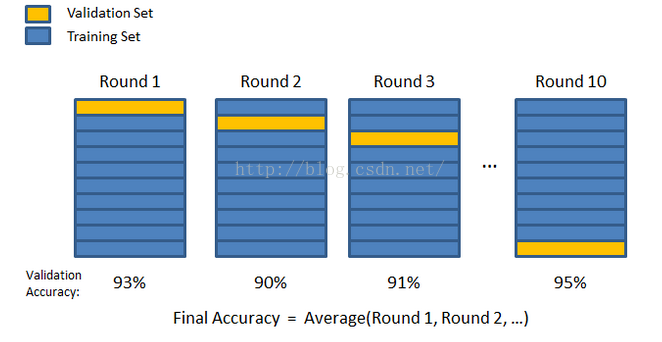 Validation Set
Training Set
Round 1 Round 2 Round 3 Round 10
http://blog.csdn.net/
...
Validation
Accuracy: 93% 90% 91% 95%
Final Accuracy = Average(Round 1, Round 2, ...)